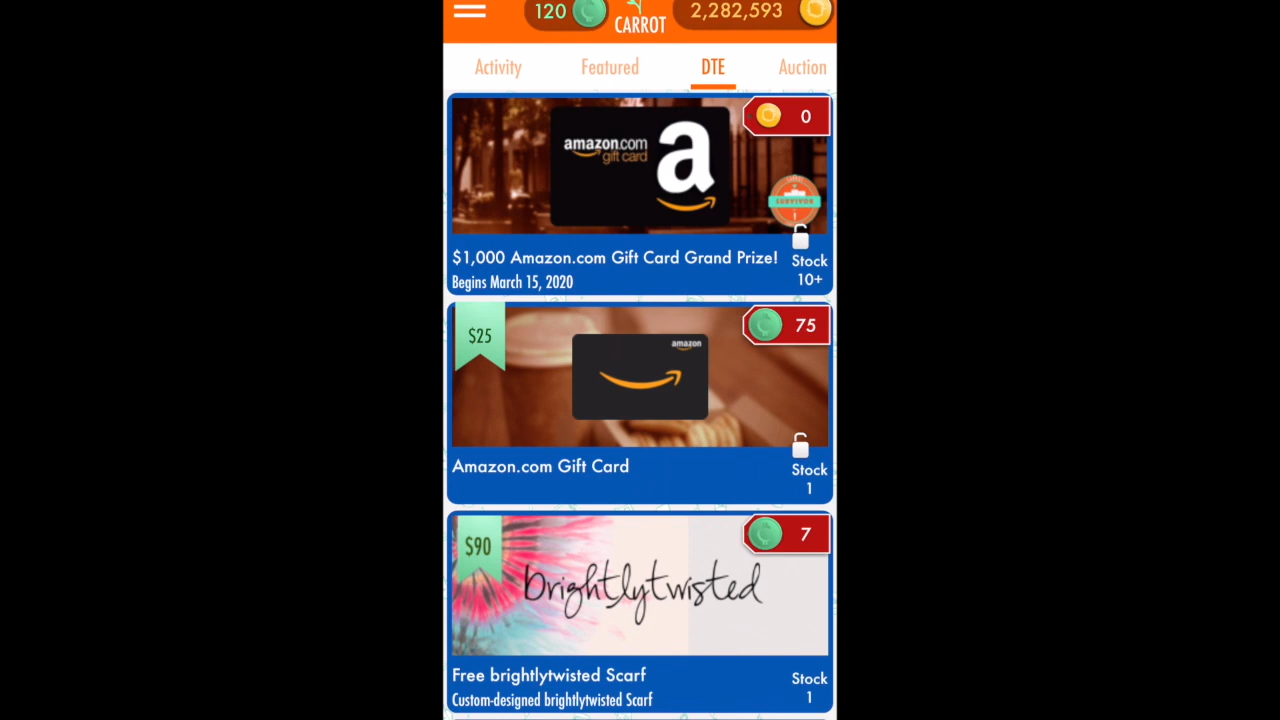 120
CARROT
2,282,593
Activity Featured DTE Auction
0
amazon.com
gift card
a
SURVIVOR
$1,000 Amazon.com Gift Card Grand Prize!
Begins March 15, 2020
Stock
10+
$25
75
amazon
Amazon.com Gift Card
Stock
1
$90
7
brightlytwisted
Free brightlytwisted Scarf
Custom-designed brightlytwisted Scarf
Stock
1